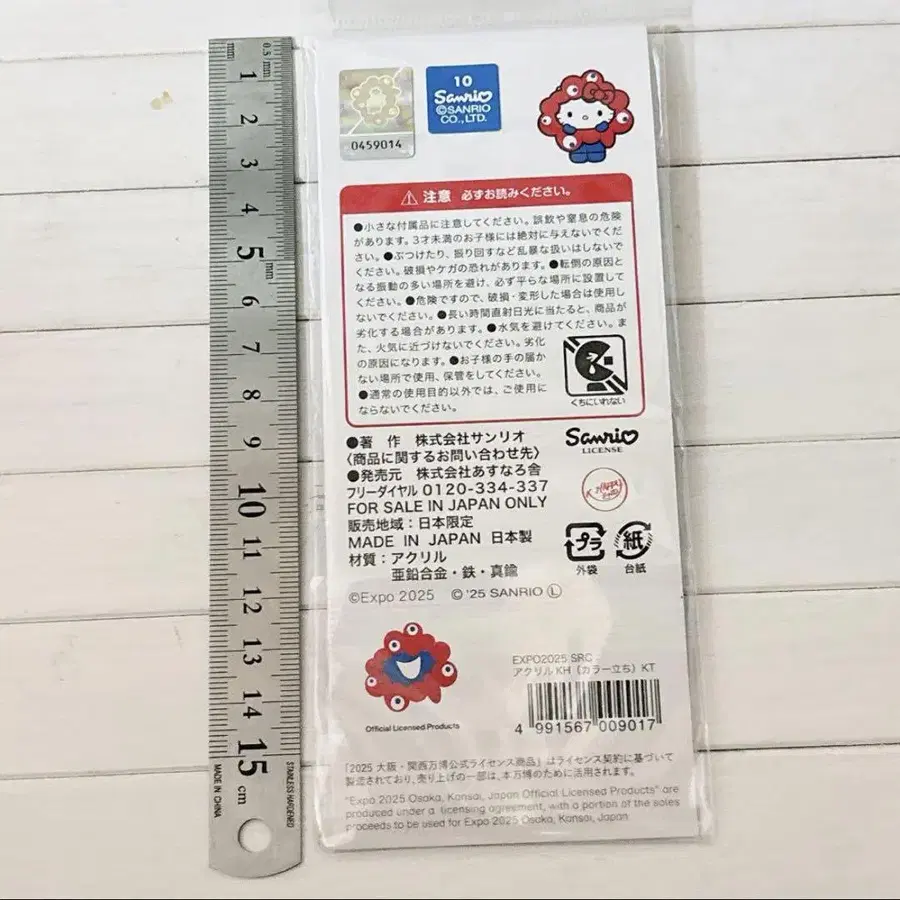 0.5mm
mm
1
2
3
4
5
mm
6
7
8
9
10
11
12
13
14
15
cm
MADE IN CHINA
STAINLESS HARDENED
0459014
10
Sanrio
©SANRIO
CO.,LTD.
注意 必ずお読みください。
●小さな付属品に注意してください。誤飲や窒息の危険
があります。3才未満のお子様には絶対に与えないでくだ
さい。●ぶつけたり、振り回すなど乱暴な扱いはしないで
ください。破損やケガの恐れがあります。●転倒の原因と
なる振動の多い場所を避け、必ず平らな場所に設置して
ください。●危険ですので、破損・変形した場合は使用し
ないでください。●長い時間直射日光に当たると、商品が
劣化する場合があります。●水気を避けてください。ま
た、火気に近づけないでください。劣化
の原因になります。●お子様の手の届か
ない場所で使用、保管をしてください。
●通常の使用目的以外では、ご使用に
ならないでください。
くちにいれない
●著 作 株式会社サンリオ
〈商品に関するお問い合わせ先〉
●発売元 株式会社あすなろ舎
フリーダイヤル 0120-334-337
FOR SALE IN JAPAN ONLY
販売地域：日本限定
MADE IN JAPAN 日本製
材質：アクリル
亜鉛合金・鉄・真鍮
©Expo 2025 ©'25 SANRIO Ⓛ
Sanrio
LICENSE
プラ
外袋
紙
台紙
Official Licensed Products
EXPO2025 SRC
アクリルKH（カラー立ち）KT
4 991567 009017
「2025 大阪・関西万博公式ライセンス商品」はライセンス契約に基づいて
製造されており、売り上げの一部は、本万博のために活用されます。
"Expo 2025 Osaka, Kansai, Japan Official Licensed Products" are
produced under a licensing agreement, with a portion of the sales
proceeds to be used for Expo 2025 Osaka, Kansai, Japan